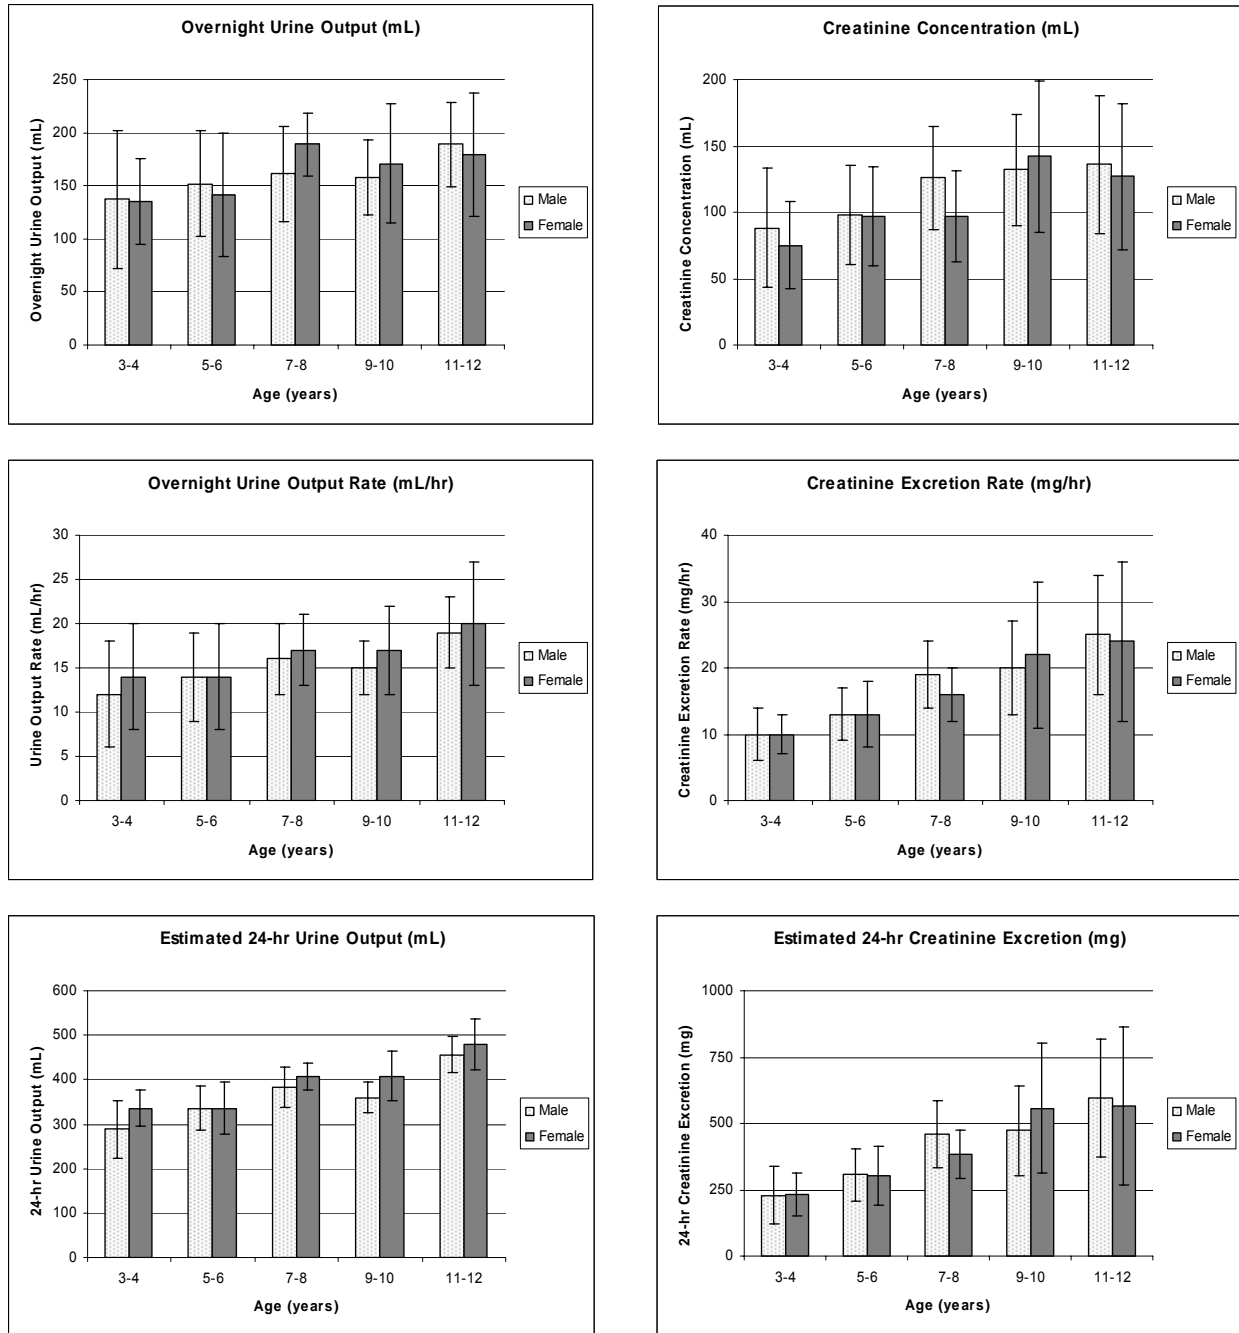 Overnight Urine Output (mL)
Overnight Urine Output (mL)
250
200
150
100
50
0
3-4 5-6 7-8 9-10 11-12
Age (years)
Male
Female
Creatinine Concentration (mL)
Creatinine Concentration (mL)
200
150
100
50
0
3-4 5-6 7-8 9-10 11-12
Age (years)
Male
Female
Overnight Urine Output Rate (mL/hr)
Urine Output Rate (mL/hr)
30
25
20
15
10
5
0
3-4 5-6 7-8 9-10 11-12
Age (years)
Male
Female
Creatinine Excretion Rate (mg/hr)
Creatinine Excretion Rate (mg/hr)
40
30
20
10
0
3-4 5-6 7-8 9-10 11-12
Age (years)
Male
Female
Estimated 24-hr Urine Output (mL)
24-hr Urine Output (mL)
600
500
400
300
200
100
0
3-4 5-6 7-8 9-10 11-12
Age (years)
Male
Female
Estimated 24-hr Creatinine Excretion (mg)
24-hr Creatinine Excretion (mg)
1000
750
500
250
0
3-4 5-6 7-8 9-10 11-12
Age (years)
Male
Female